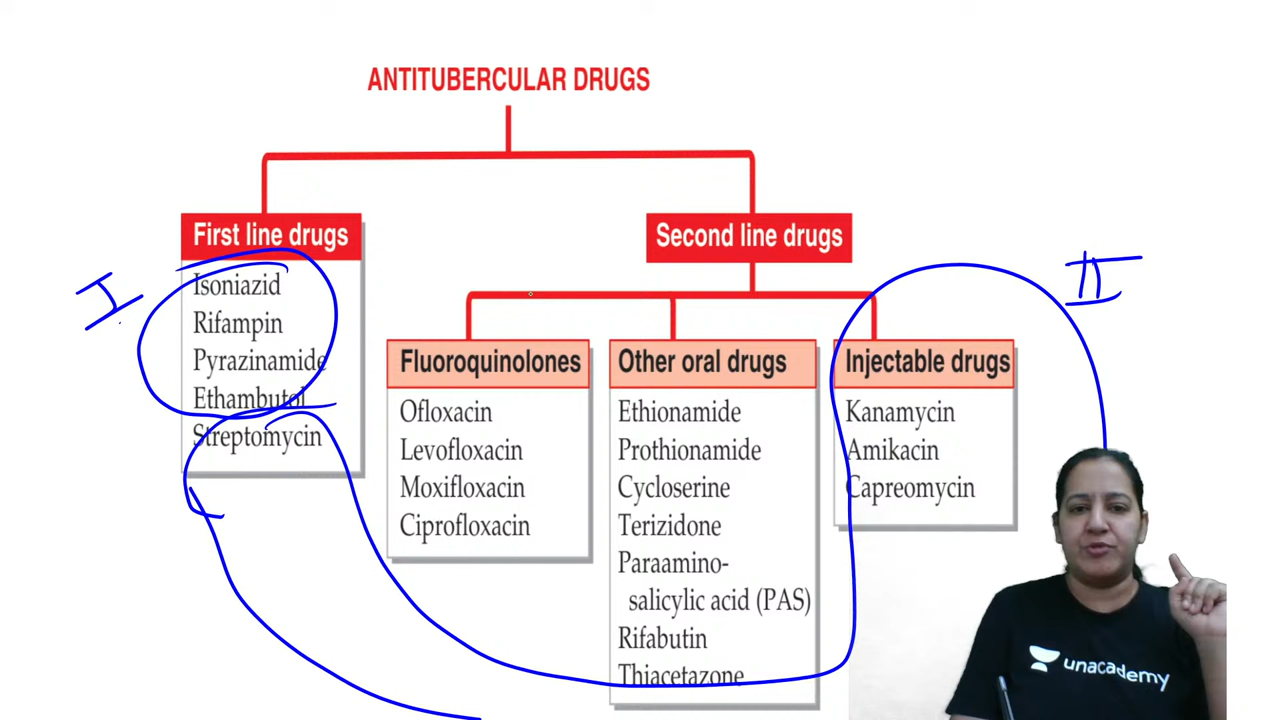 ANTITUBERCULAR DRUGS
First line drugs
Isoniazid
Rifampin
Pyrazinamide
Ethambutol
Streptomycin
I
Second line drugs
II
Fluoroquinolones
Ofloxacin
Levofloxacin
Moxifloxacin
Ciprofloxacin
Other oral drugs
Ethionamide
Prothionamide
Cycloserine
Terizidone
Paraamino-
salicylic acid (PAS)
Rifabutin
Thiacetazone
Injectable drugs
Kanamycin
Amikacin
Capreomycin
unacademy